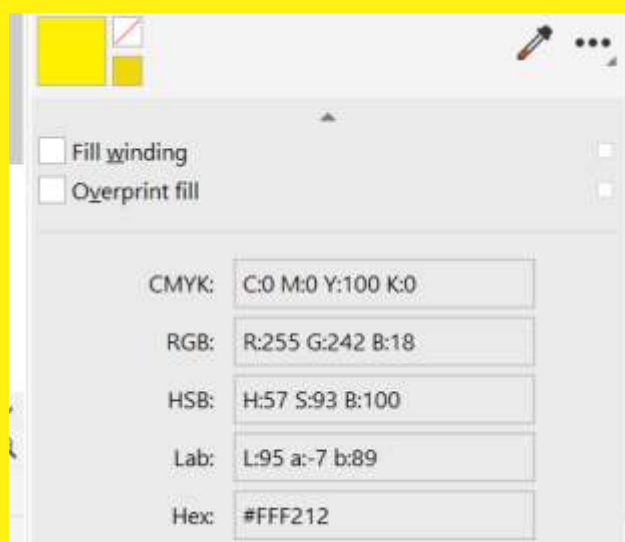 Fill winding
Overprint fill
CMYK: C:0 M:0 Y:100 K:0
RGB: R:255 G:242 B:18
HSB: H:57 S:93 B:100
Lab: L:95 a:-7 b:89
Hex: #FFF212